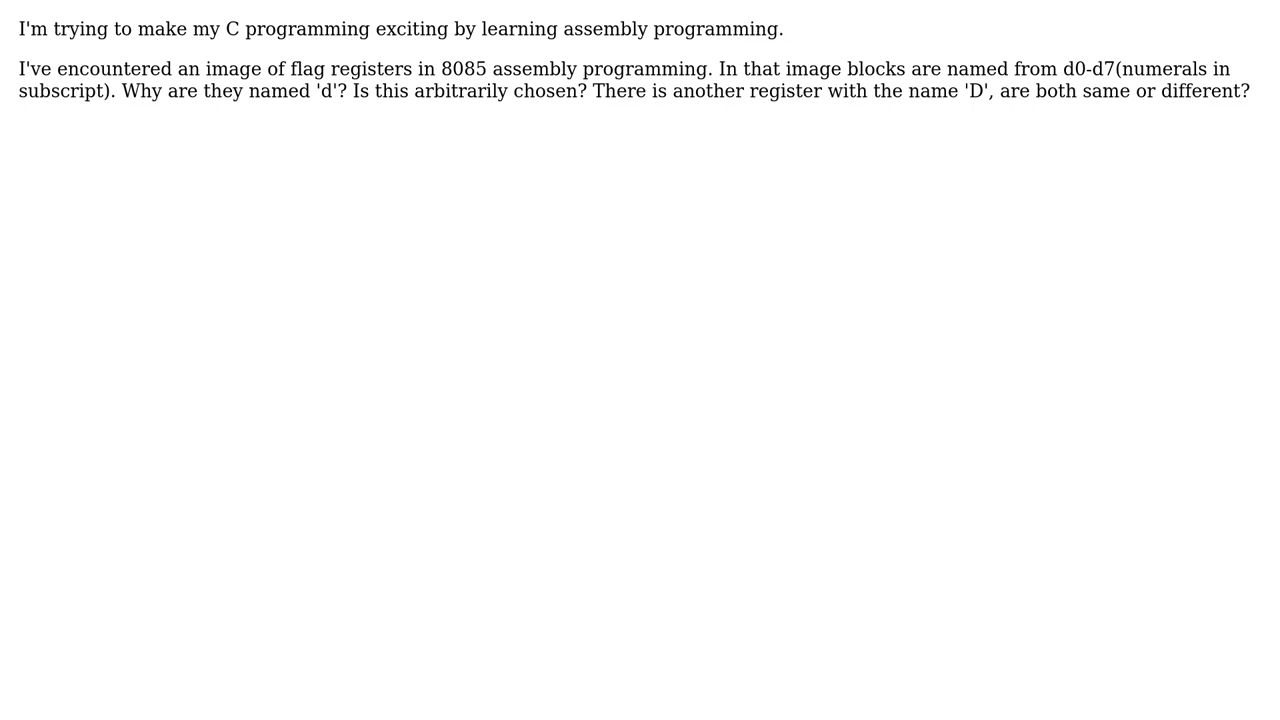 I'm trying to make my C programming exciting by learning assembly programming.
I've encountered an image of flag registers in 8085 assembly programming. In that image blocks are named from d0-d7(numerals in
subscript). Why are they named 'd'? Is this arbitrarily chosen? There is another register with the name 'D', are both same or different?